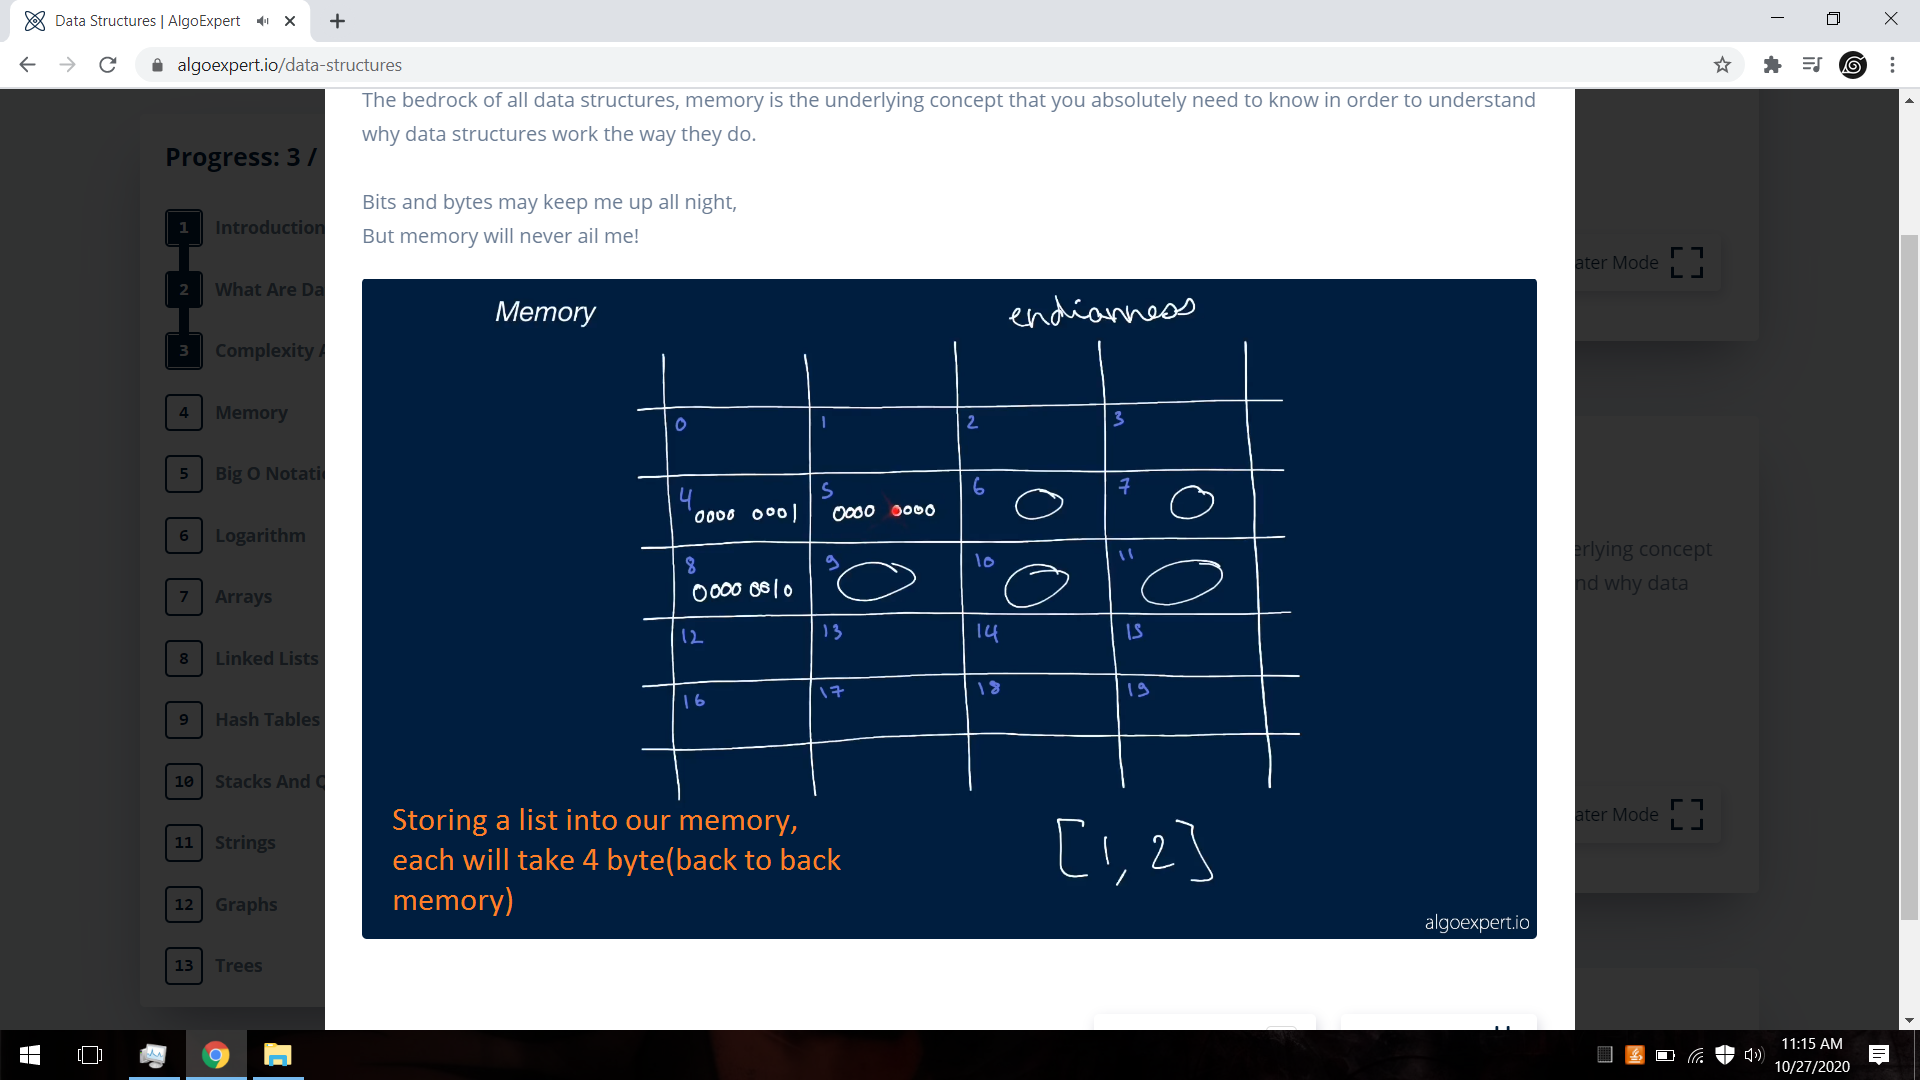 Data Structures | AlgoExpert
algoexpert.io/data-structures
The bedrock of all data structures, memory is the underlying concept that you absolutely need to know in order to understand
why data structures work the way they do.
Bits and bytes may keep me up all night,
But memory will never ail me!
Progress: 3 /
1 Introduction
2 What Are Da
3 Complexity A
4 Memory
5 Big O Notatio
6 Logarithm
7 Arrays
8 Linked Lists
9 Hash Tables
10 Stacks And Q
11 Strings
12 Graphs
13 Trees
ater Mode
erlying concept
nd why data
ater Mode
Memory
endianness
0 1 2 3
4 0000 0001 5 0000 0000 6 0 7 0
8 0000 0010 9 0 10 0 11 0
12 13 14 15
16 17 18 19
Storing a list into our memory,
each will take 4 byte(back to back
memory)
[1, 2]
algoexpert.io
11:15 AM
10/27/2020